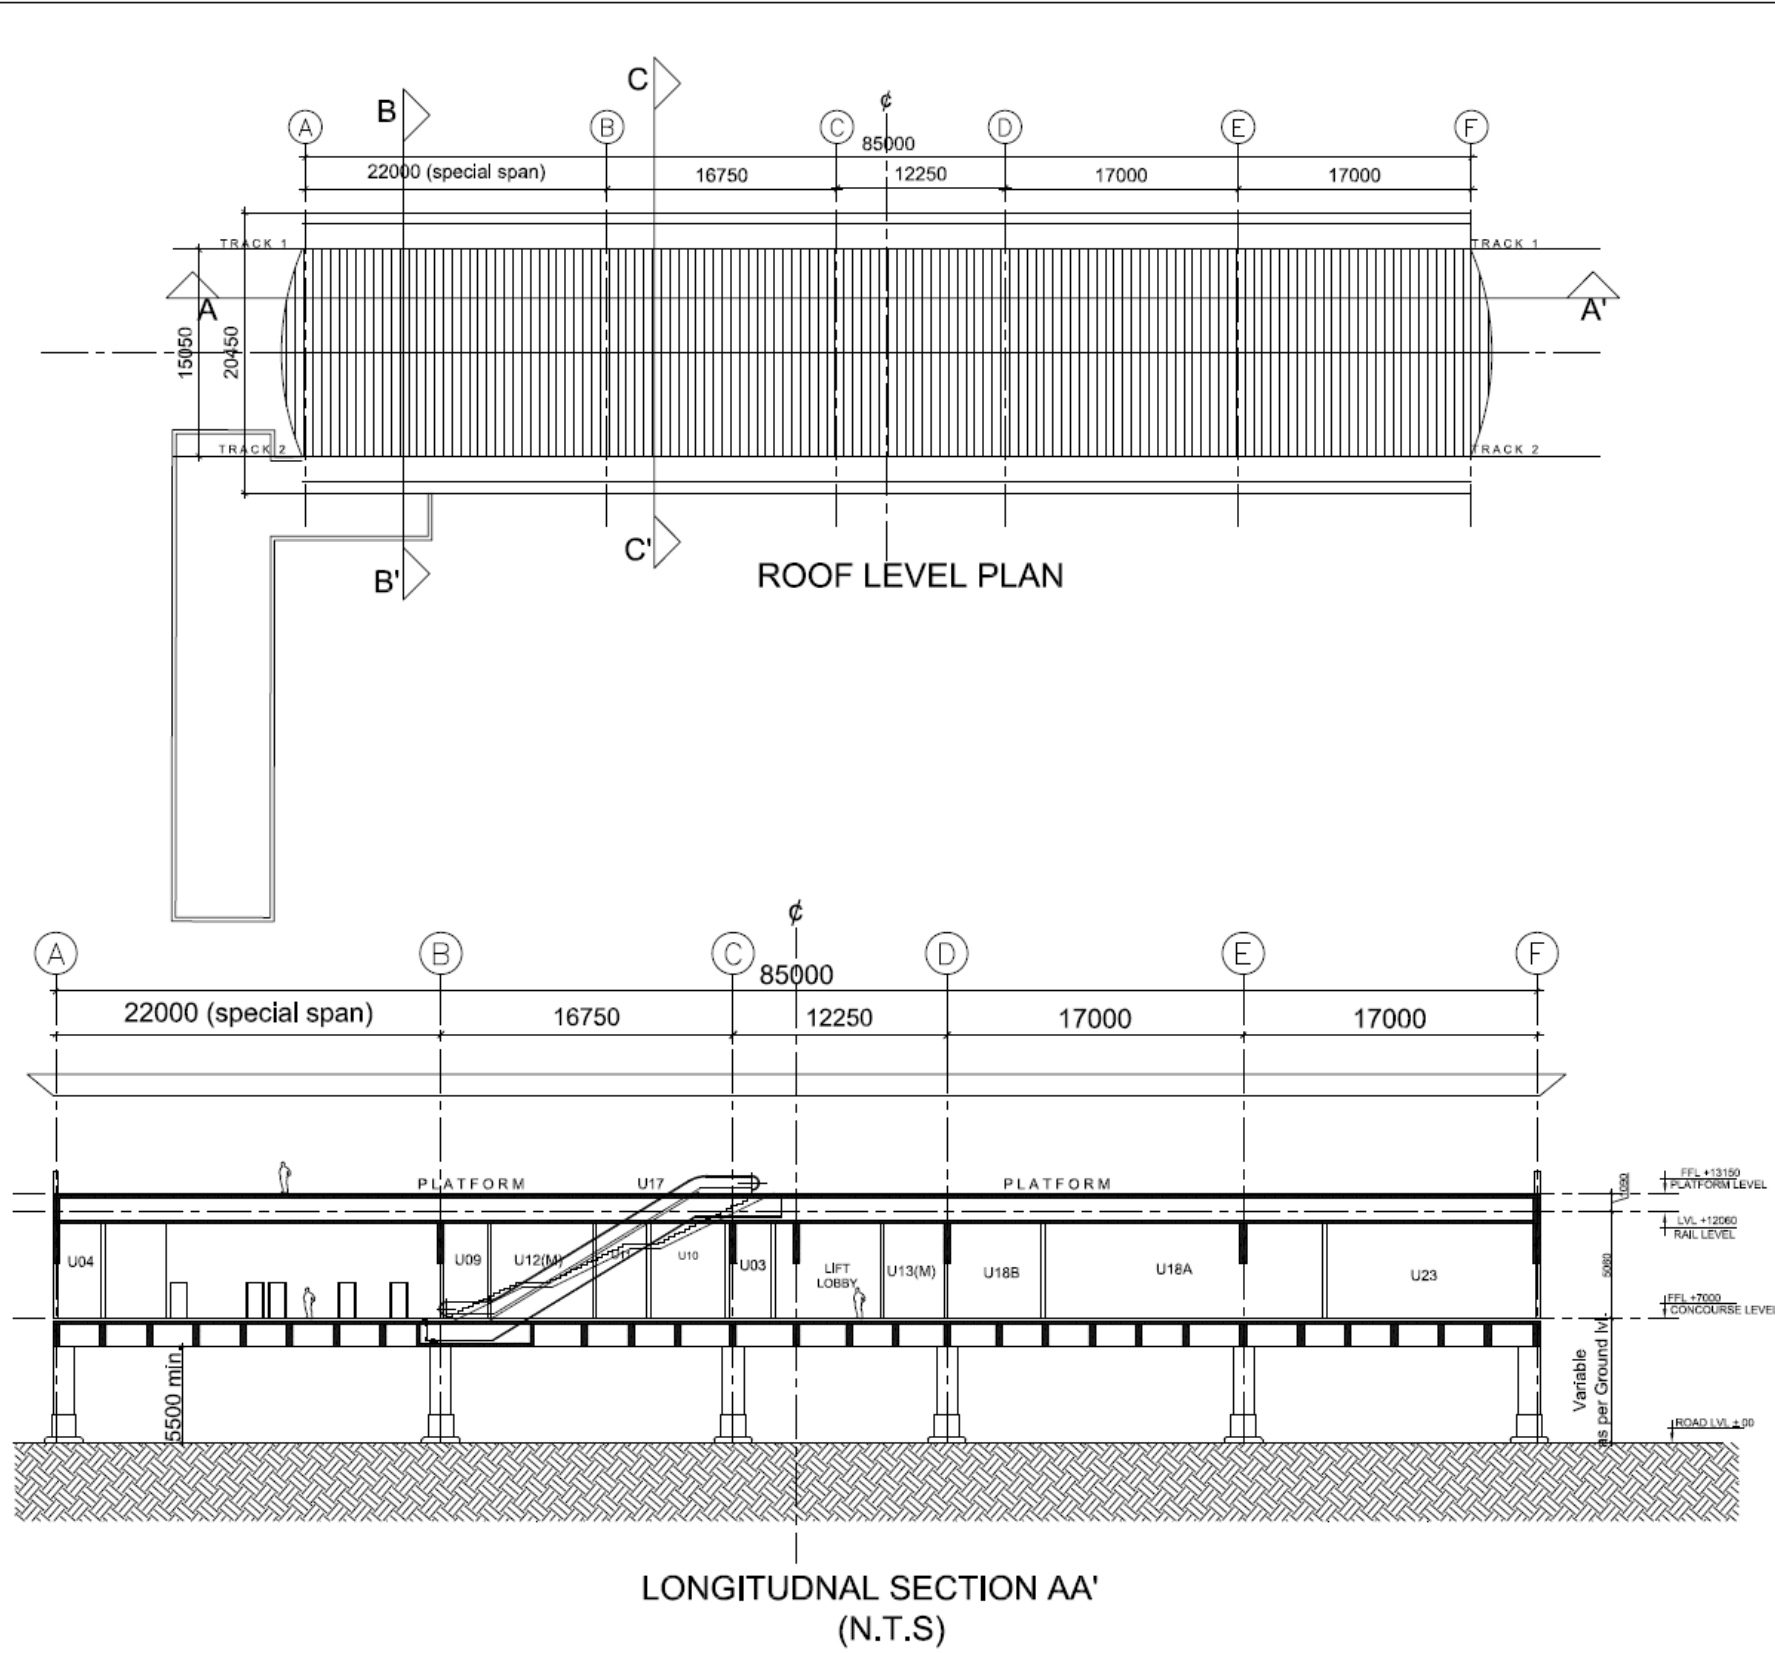 C
B
¢
A B C D E F
85000
22000 (special span) 16750 12250 17000 17000
TRACK 1 TRACK 1
A A'
15050
20450
TRACK 2 TRACK 2
C'
B'
ROOF LEVEL PLAN
¢
A B C D E F
85000
22000 (special span) 16750 12250 17000 17000
PLATFORM U17 PLATFORM
FFL +13150
PLATFORM LEVEL
1090
LVL +12060
RAIL LEVEL
U04 U09 U12(M) U10 U03 LIFT LOBBY U13(M) U18B U18A U23
5060
FFL +7000
CONCOURSE LEVEL
5500 min.
Variable
as per Ground lvl.
ROAD LVL ±00
LONGITUDNAL SECTION AA'
(N.T.S)